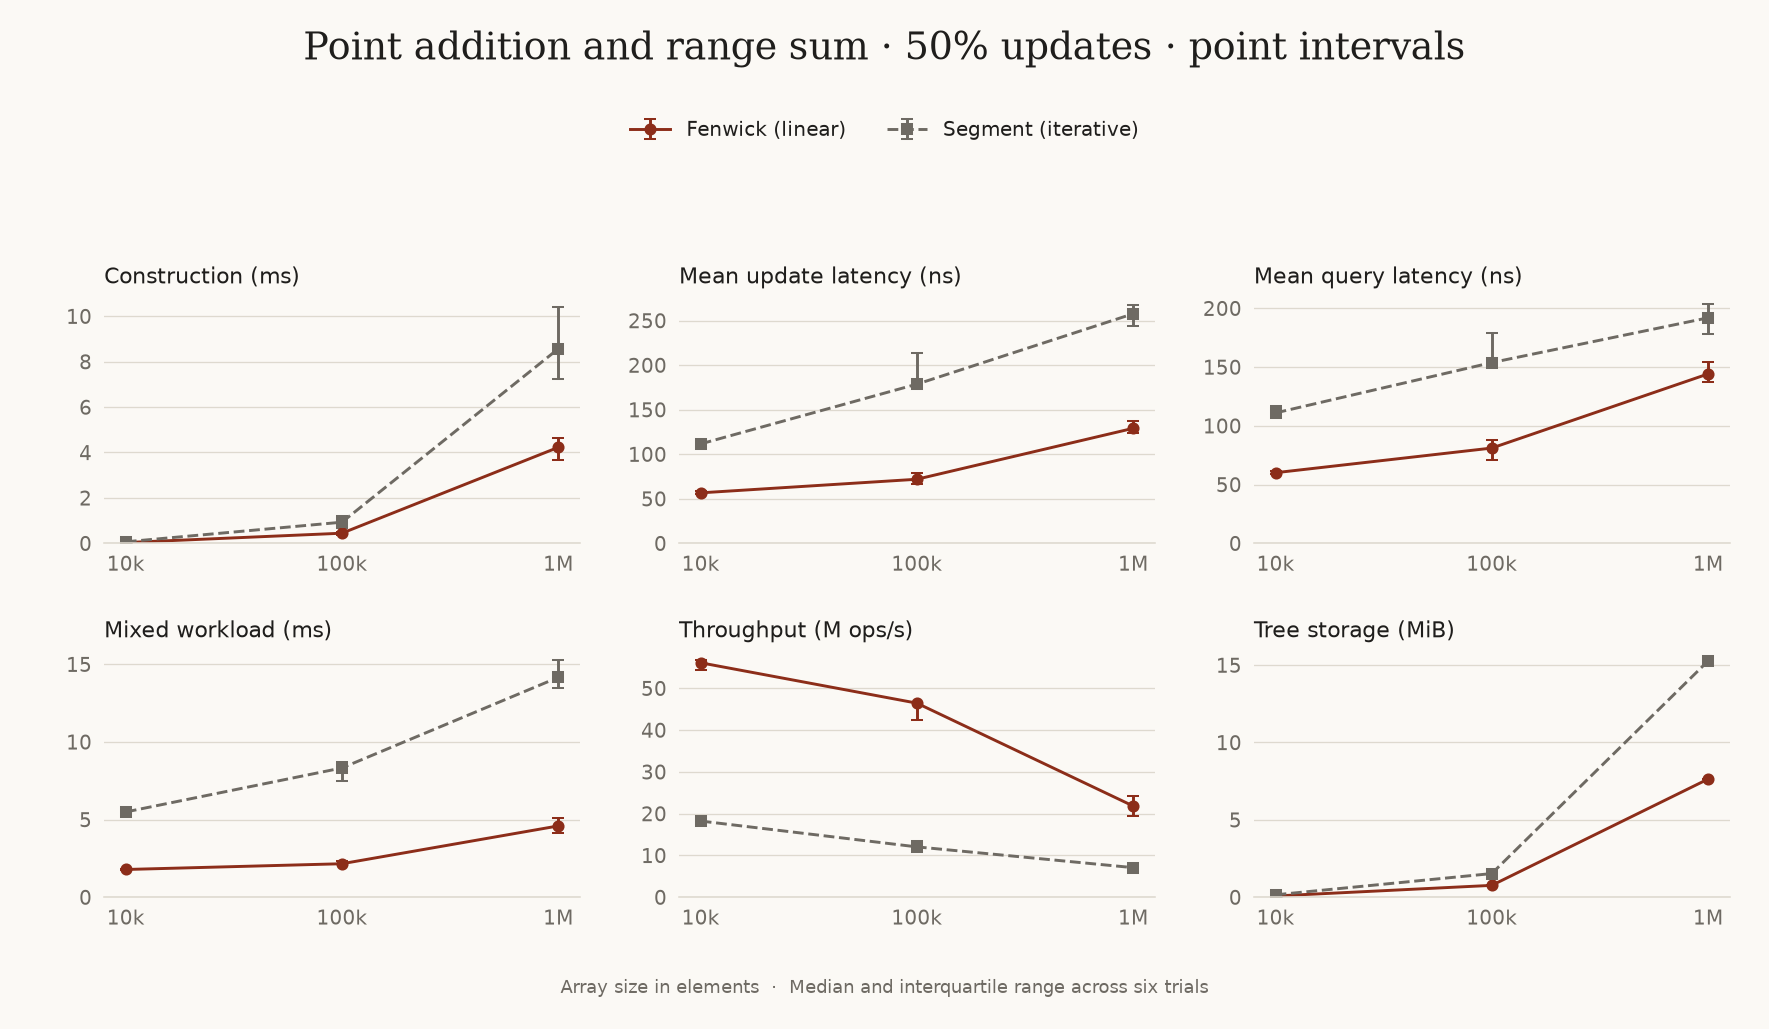 Point addition and range sum · 50% updates · point intervals
Fenwick (linear) Segment (iterative)
Construction (ms)
10
8
6
4
2
0
10k 100k 1M
Mean update latency (ns)
250
200
150
100
50
0
10k 100k 1M
Mean query latency (ns)
200
150
100
50
0
10k 100k 1M
Mixed workload (ms)
15
10
5
0
10k 100k 1M
Throughput (M ops/s)
50
40
30
20
10
0
10k 100k 1M
Tree storage (MiB)
15
10
5
0
10k 100k 1M
Array size in elements · Median and interquartile range across six trials